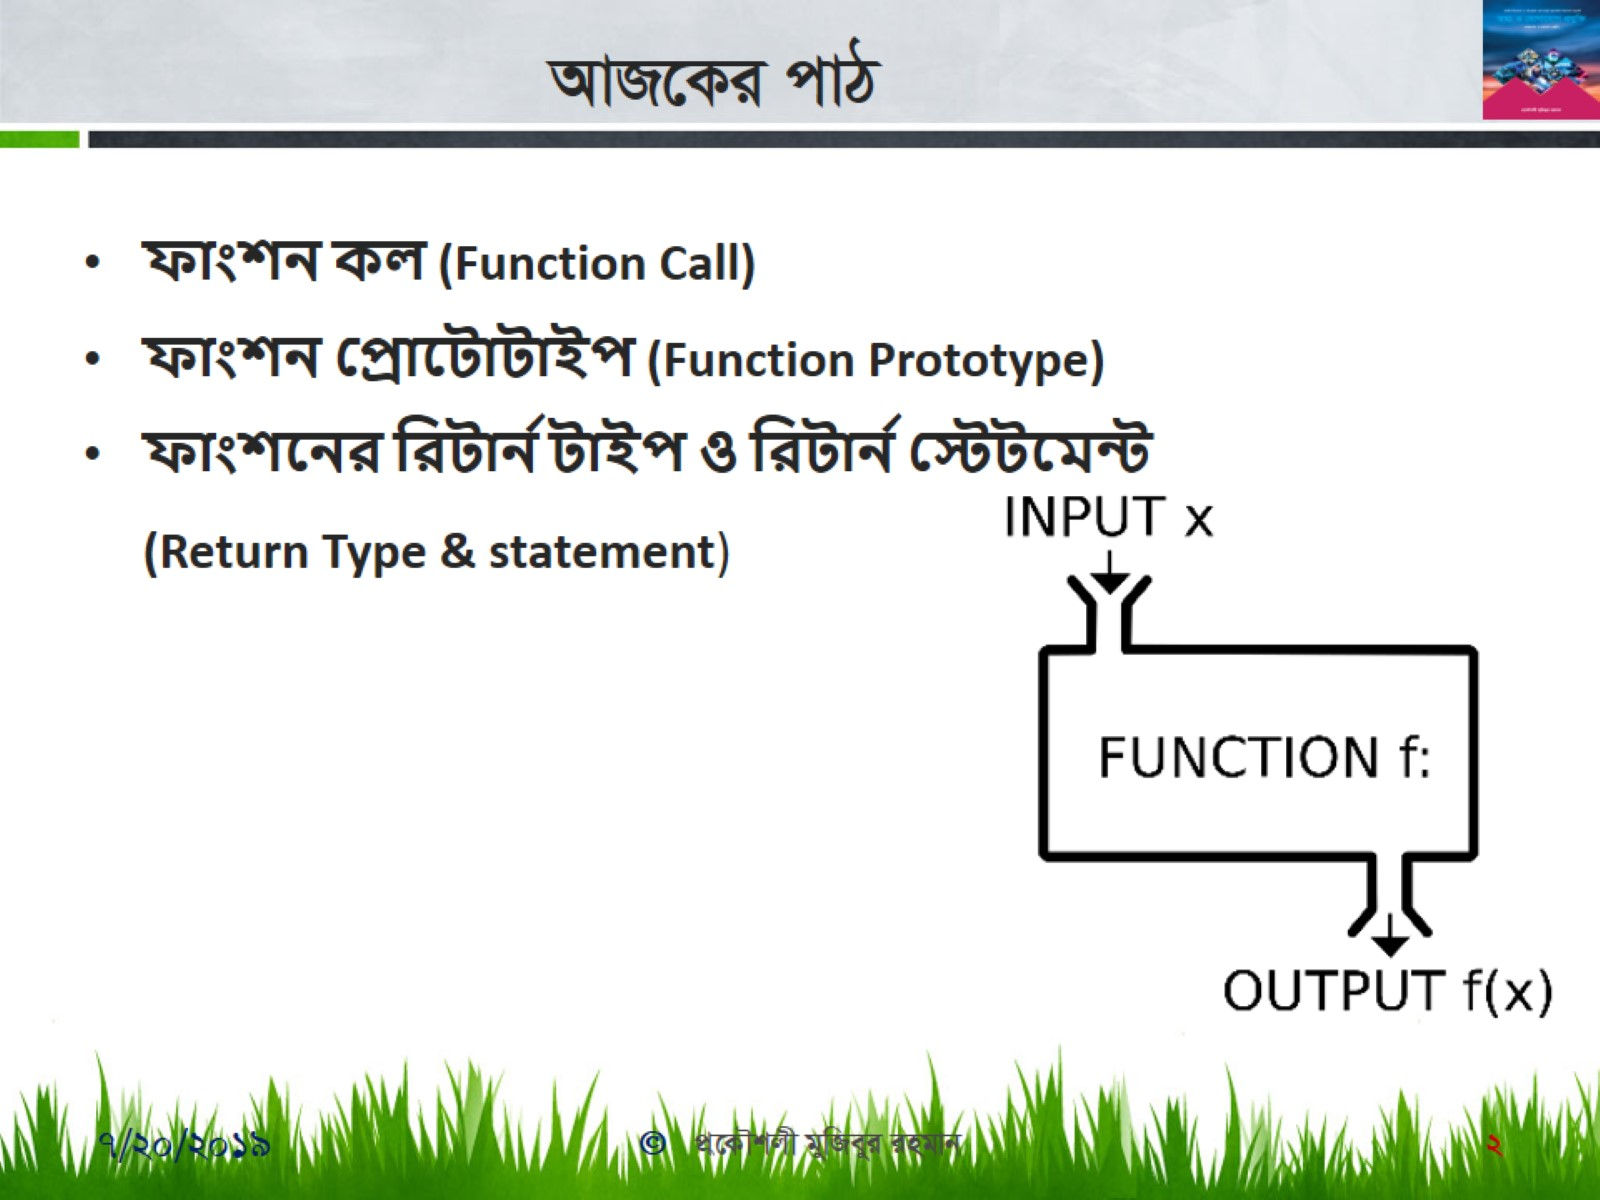 আজকের পাঠ
• ফাংশন কল (Function Call)
• ফাংশন প্রোটোটাইপ (Function Prototype)
• ফাংশনের রিটার্ন টাইপ ও রিটার্ন স্টেটমেন্ট
(Return Type & statement)
INPUT x
FUNCTION f:
OUTPUT f(x)
৭/২০/২০১৯
© প্রকৌশলী মুজিবুর রহমান
২